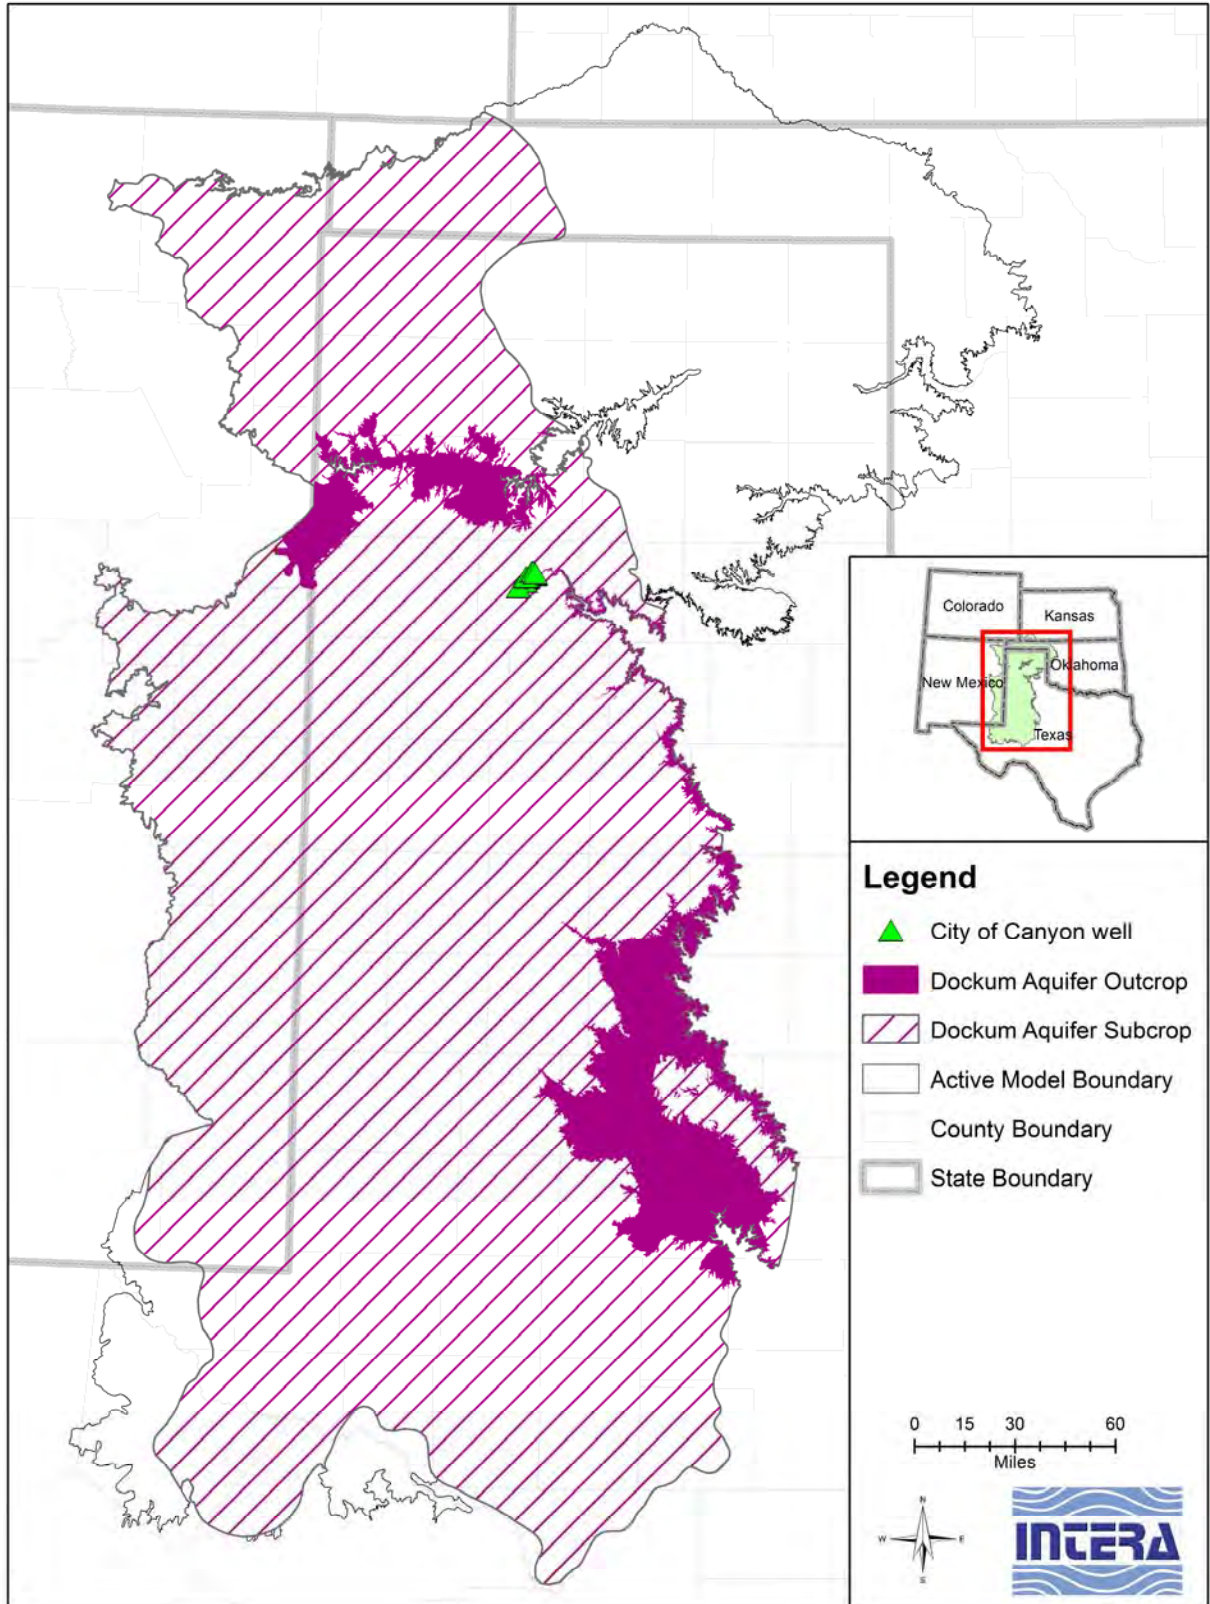 Colorado
Kansas
New Mexico
Oklahoma
Texas
Legend
City of Canyon well
Dockum Aquifer Outcrop
Dockum Aquifer Subcrop
Active Model Boundary
County Boundary
State Boundary
0 15 30 60
Miles
N
W E
S
INTERA